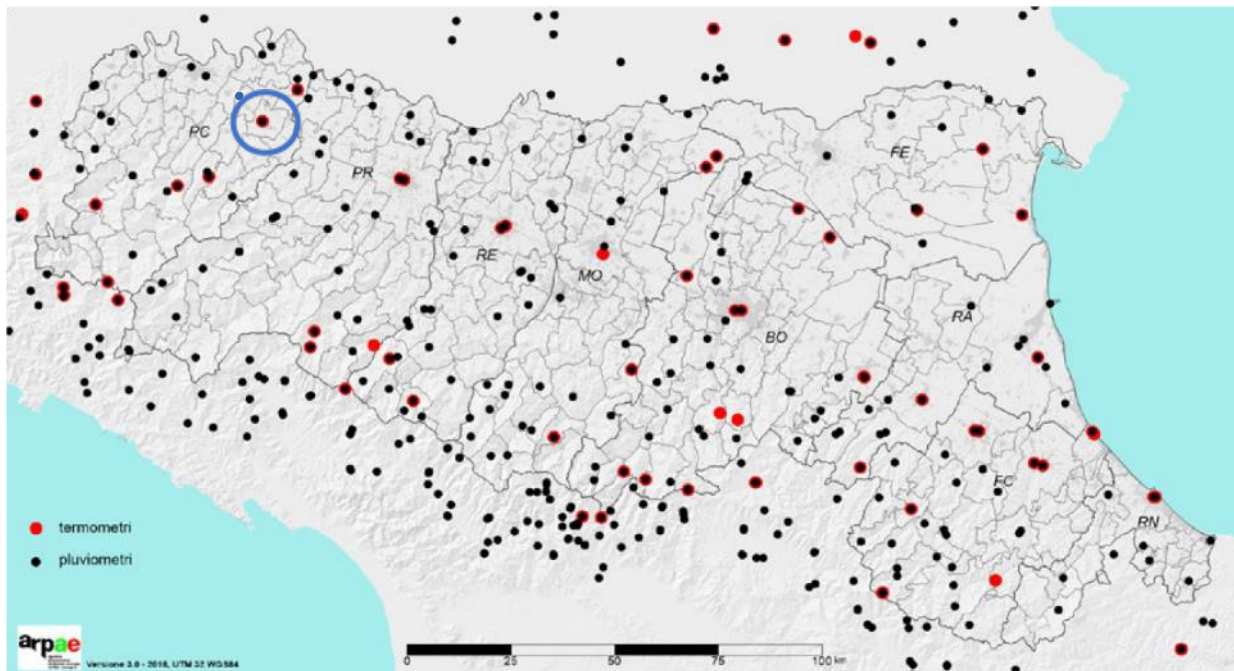 PC
FE
PR
RE
MO
BO
RA
FC
RN
termometri
pluviometri
arpae
Versione 3.0 - 2016, UTM 32 WGS84
0 25 50 75 100 km